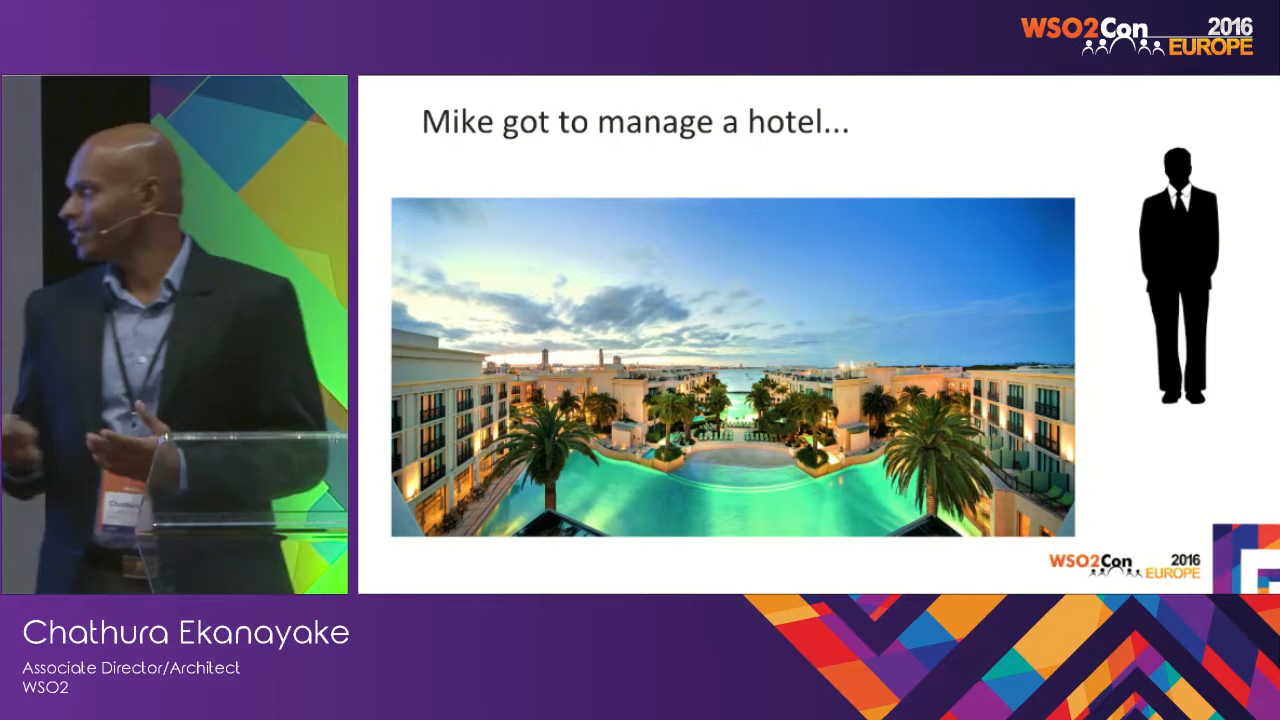 WSO2Con 2016
EUROPE
Mike got to manage a hotel...
WSO2Con 2016
EUROPE
Chathura Ekanayake
Associate Director/Architect
WSO2